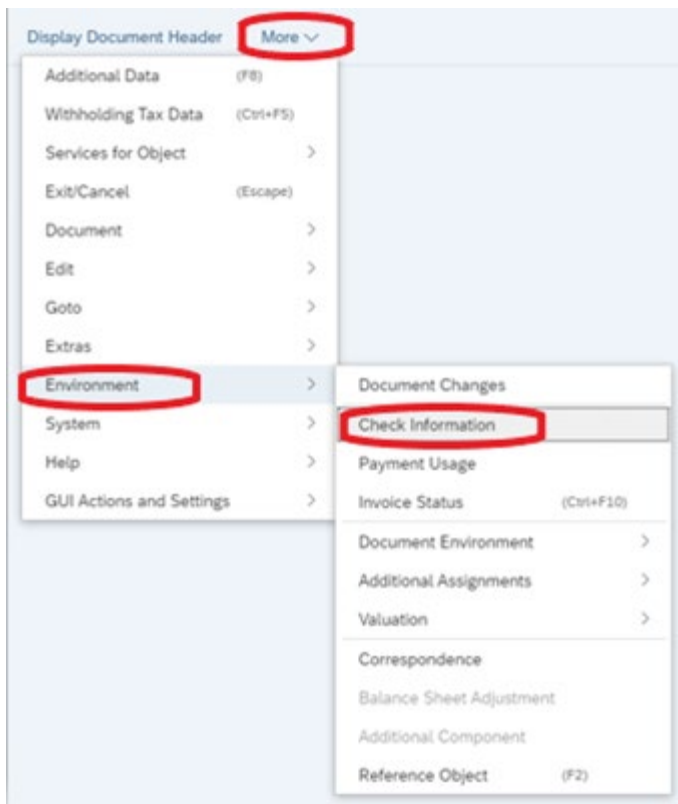 Display Document Header More
Additional Data (F8)
Withholding Tax Data (Ctrl+F5)
Services for Object
Exit/Cancel (Escape)
Document
Edit
Goto
Extras
Environment
System
Help
GUI Actions and Settings
Document Changes
Check Information
Payment Usage
Invoice Status (Ctrl+F10)
Document Environment
Additional Assignments
Valuation
Correspondence
Balance Sheet Adjustment
Additional Component
Reference Object (F2)